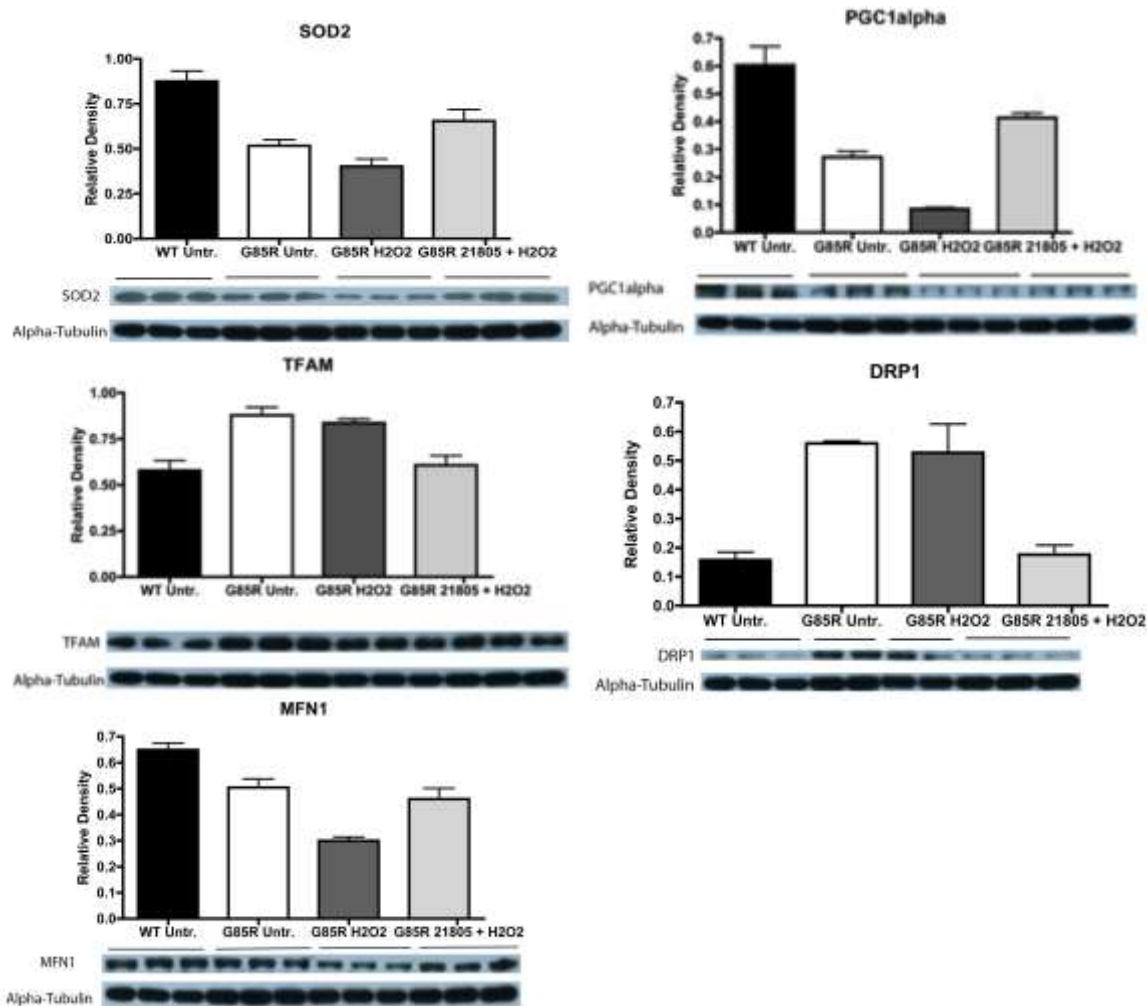 SOD2
Relative Density
1.00
0.75
0.50
0.25
0.00
WT Untr. G85R Untr. G85R H2O2 G85R 21805 + H2O2
SOD2
Alpha-Tubulin
PGC1alpha
Relative Density
0.7
0.6
0.5
0.4
0.3
0.2
0.1
0.0
WT Untr. G85R Untr. G85R H2O2 G85R 21805 + H2O2
PGC1alpha
Alpha-Tubulin
TFAM
Relative Density
1.00
0.75
0.50
0.25
0.00
WT Untr. G85R Untr. G85R H2O2 G85R 21805 + H2O2
TFAM
Alpha-Tubulin
DRP1
Relative Density
0.7
0.6
0.5
0.4
0.3
0.2
0.1
0.0
WT Untr. G85R Untr. G85R H2O2 G85R 21805 + H2O2
DRP1
Alpha-Tubulin
MFN1
Relative Density
0.7
0.6
0.5
0.4
0.3
0.2
0.1
0.0
WT Untr. G85R Untr. G85R H2O2 G85R 21805 + H2O2
MFN1
Alpha-Tubulin